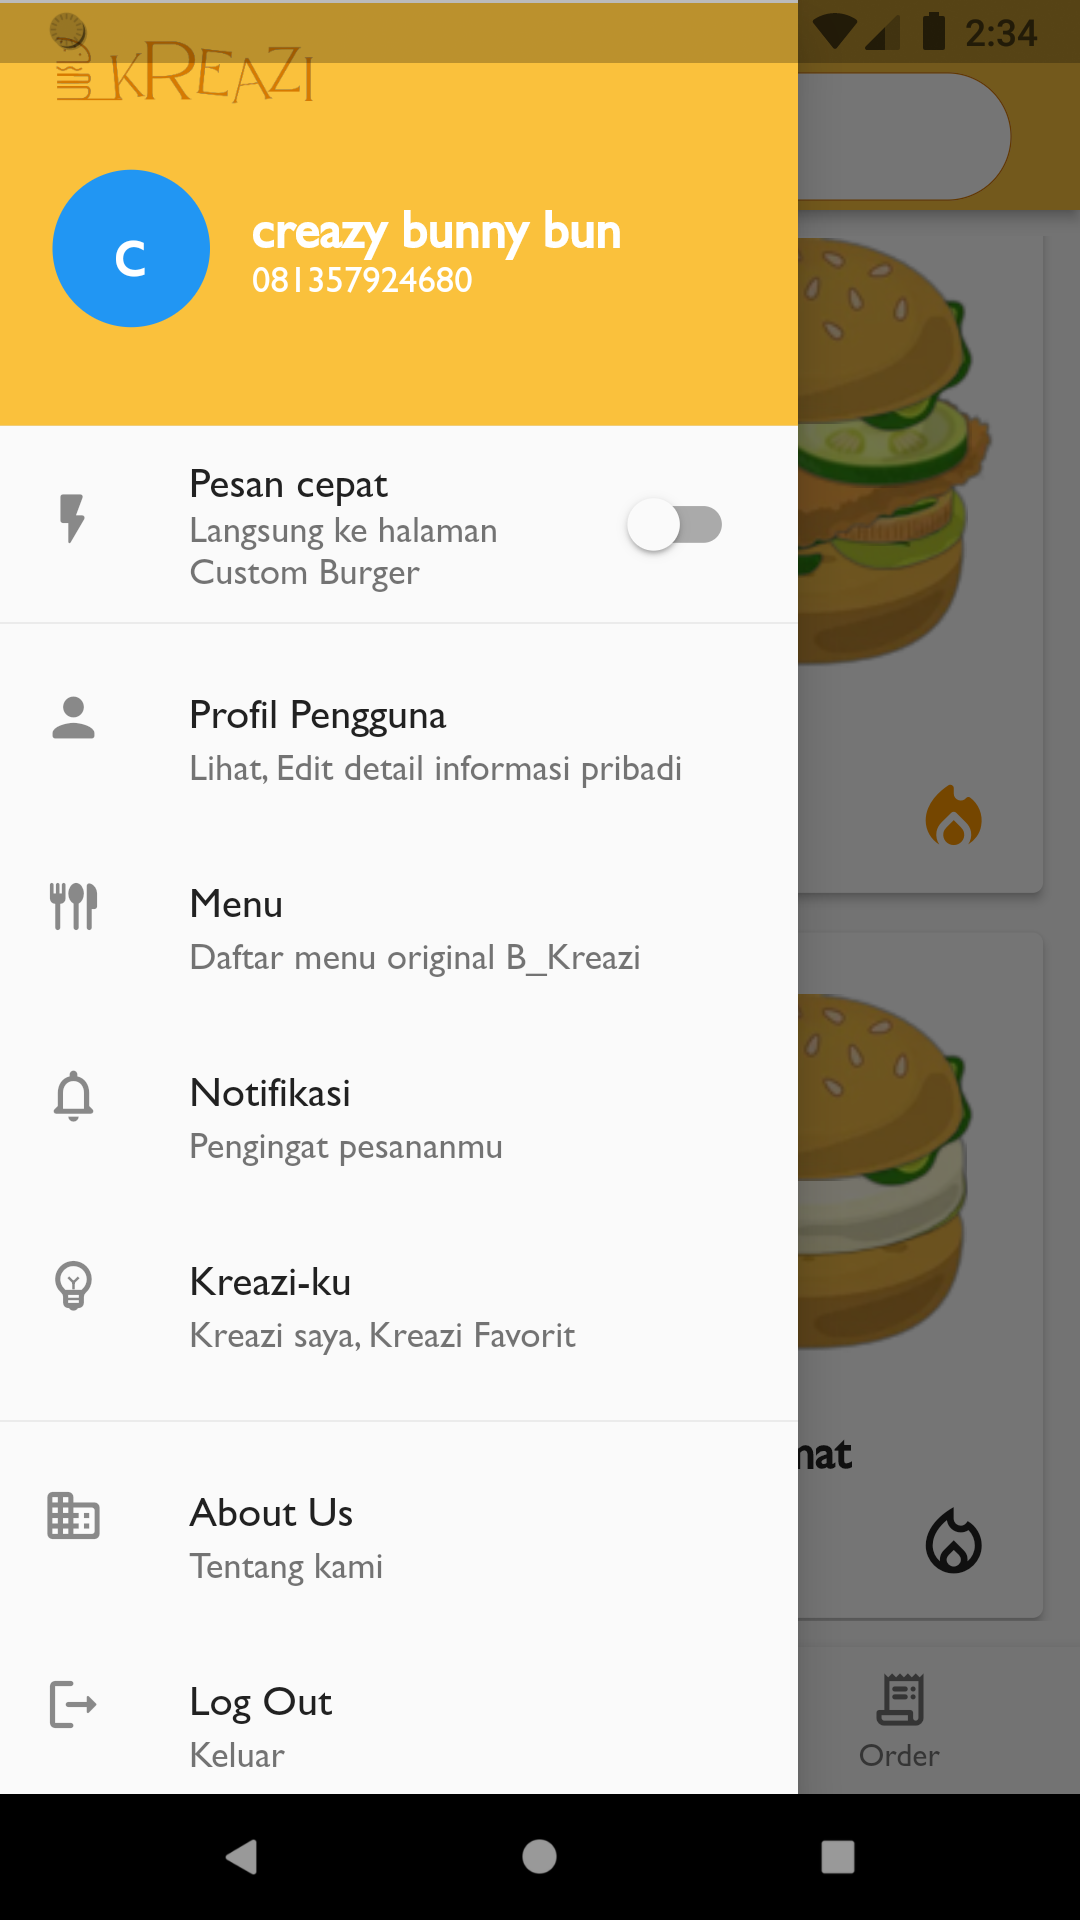 2:34
B_KREAZI
c
creazy bunny bun
081357924680
Pesan cepat
Langsung ke halaman
Custom Burger
Profil Pengguna
Lihat, Edit detail informasi pribadi
Menu
Daftar menu original B_Kreazi
Notifikasi
Pengingat pesananmu
Kreazi-ku
Kreazi saya, Kreazi Favorit
About Us
Tentang kami
Log Out
Keluar
Order